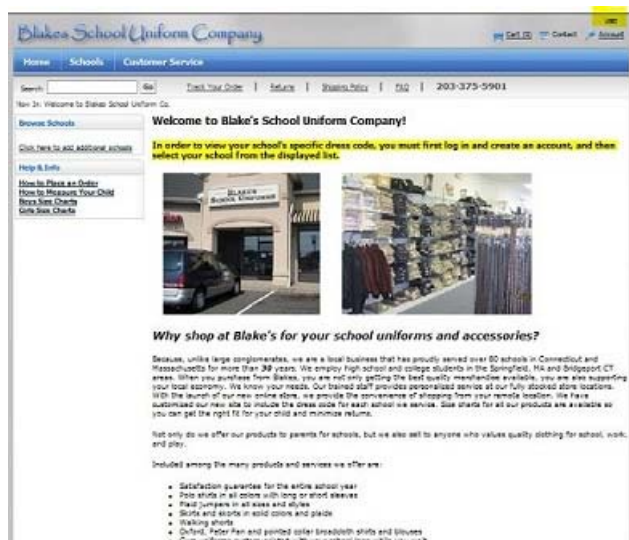 Blakes School Uniform Company
Cart (0) Contact Account
Home Schools Customer Service
Search: Go Track Your Order | Returns | Shipping Policy | FAQ | 203-375-5901
Now In: Welcome to Blakes School Uniform Co.
Browse Schools
Click here to add additional schools
Help & Info
How to Place an Order
How to Measure Your Child
Boys Size Charts
Girls Size Charts
Welcome to Blake's School Uniform Company!
In order to view your school's specific dress code, you must first log in and create an account, and then
select your school from the displayed list.
BLAKE'S
SCHOOL UNIFORMS
Why shop at Blake's for your school uniforms and accessories?
Because, unlike large conglomerates, we are a local business that has proudly served over 80 schools in Connecticut and
Massachusetts for more than 30 years. We employ high school and college students in the Springfield, MA and Bridgeport CT
areas. When you purchase from Blakes, you are not only getting the best quality merchandise available, you are also supporting
your local economy. We know your needs. Our trained staff provides personalized service at our fully stocked store locations.
With the launch of our new online store, we provide the convenience of shopping from your remote location. We have
customized our new site to include the dress code for each school we service. Size charts for all our products are available so
you can get the right fit for your child and minimize returns.
Not only do we offer our products to parents for schools, but we also sell to anyone who values quality clothing for school, work,
and play.
Included among the many products and services we offer are:
Satisfaction guarantee for the entire school year
Polo shirts in all colors with long or short sleeves
Plaid jumpers in all sizes and styles
Skirts and skorts in solid colors and plaids
Walking shorts
Oxford, Peter Pan and pointed collar broadcloth shirts and blouses